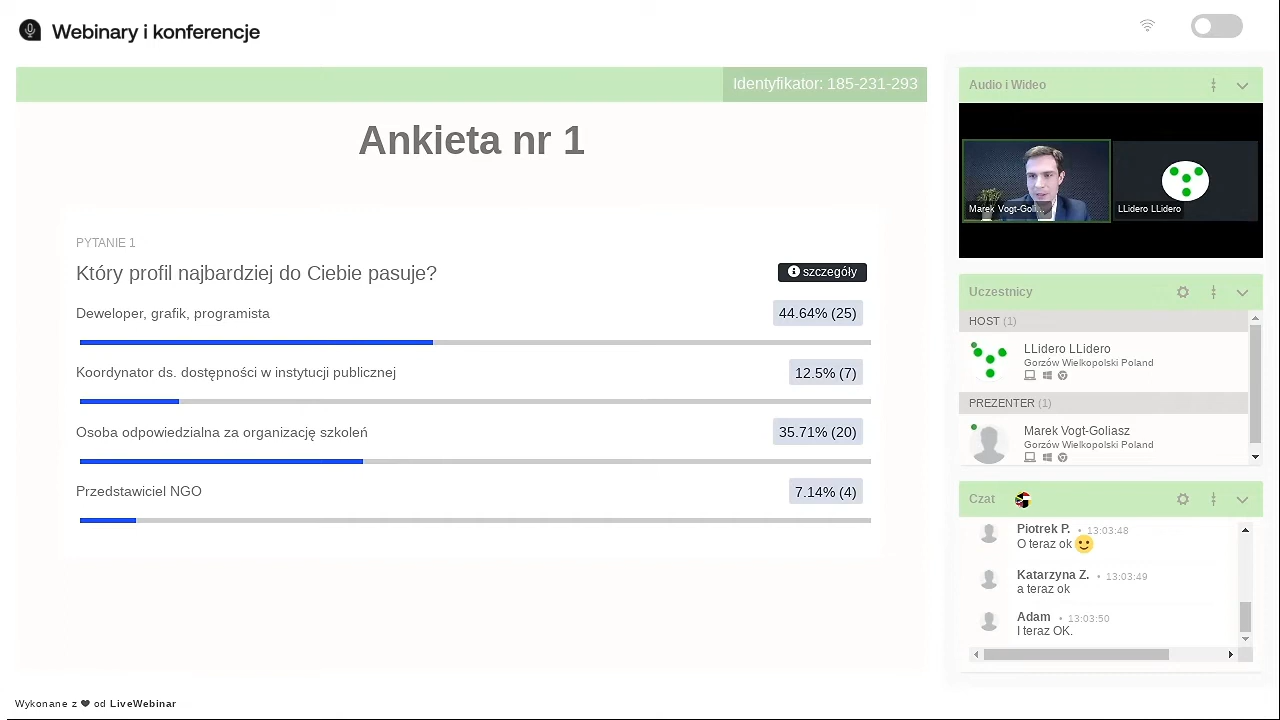 Webinary i konferencje
Identyfikator: 185-231-293
Ankieta nr 1
PYTANIE 1
Który profil najbardziej do Ciebie pasuje?
szczegóły
Deweloper, grafik, programista
44.64% (25)
Koordynator ds. dostępności w instytucji publicznej
12.5% (7)
Osoba odpowiedzialna za organizację szkoleń
35.71% (20)
Przedstawiciel NGO
7.14% (4)
Audio i Wideo
Marek Vogt-Goli...
LLidero LLidero
Uczestnicy
HOST (1)
LLidero LLidero
Gorzów Wielkopolski Poland
PREZENTER (1)
Marek Vogt-Goliasz
Gorzów Wielkopolski Poland
Czat
Piotrek P. • 13:03:48
O teraz ok 🙂
Katarzyna Z. • 13:03:49
a teraz ok
Adam • 13:03:50
I teraz OK.
Wykonane z ❤ od LiveWebinar